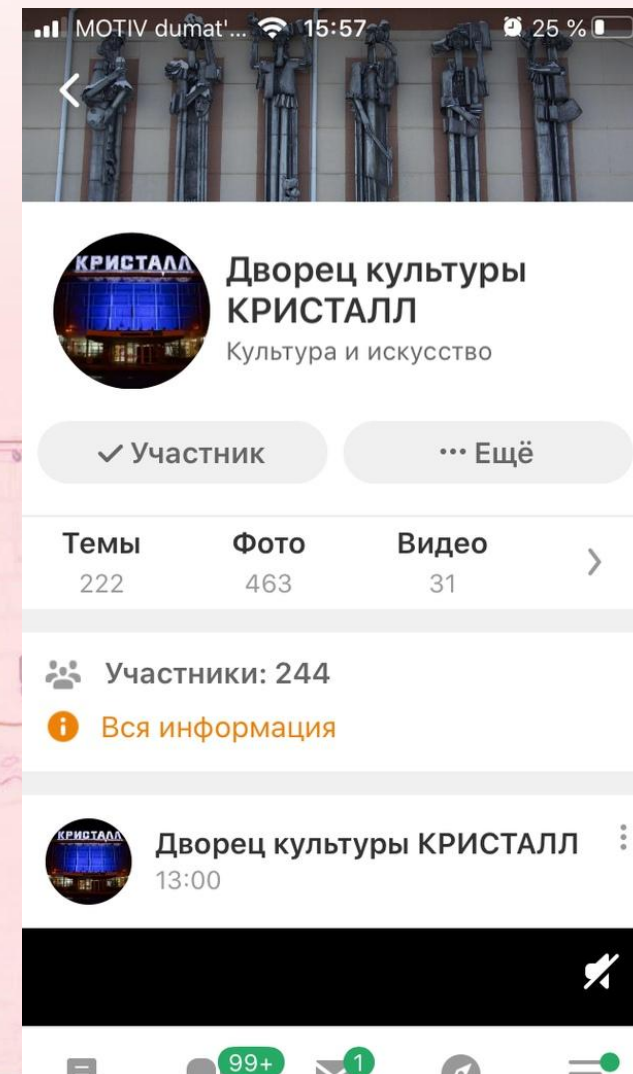 MOTIV dumat'... 15:57 25 %
КРИСТАЛЛ
Дворец культуры
КРИСТАЛЛ
Культура и искусство
Участник
Ещё
Темы Фото Видео
222 463 31
Участники: 244
Вся информация
КРИСТАЛЛ
Дворец культуры КРИСТАЛЛ
13:00
99+ 1